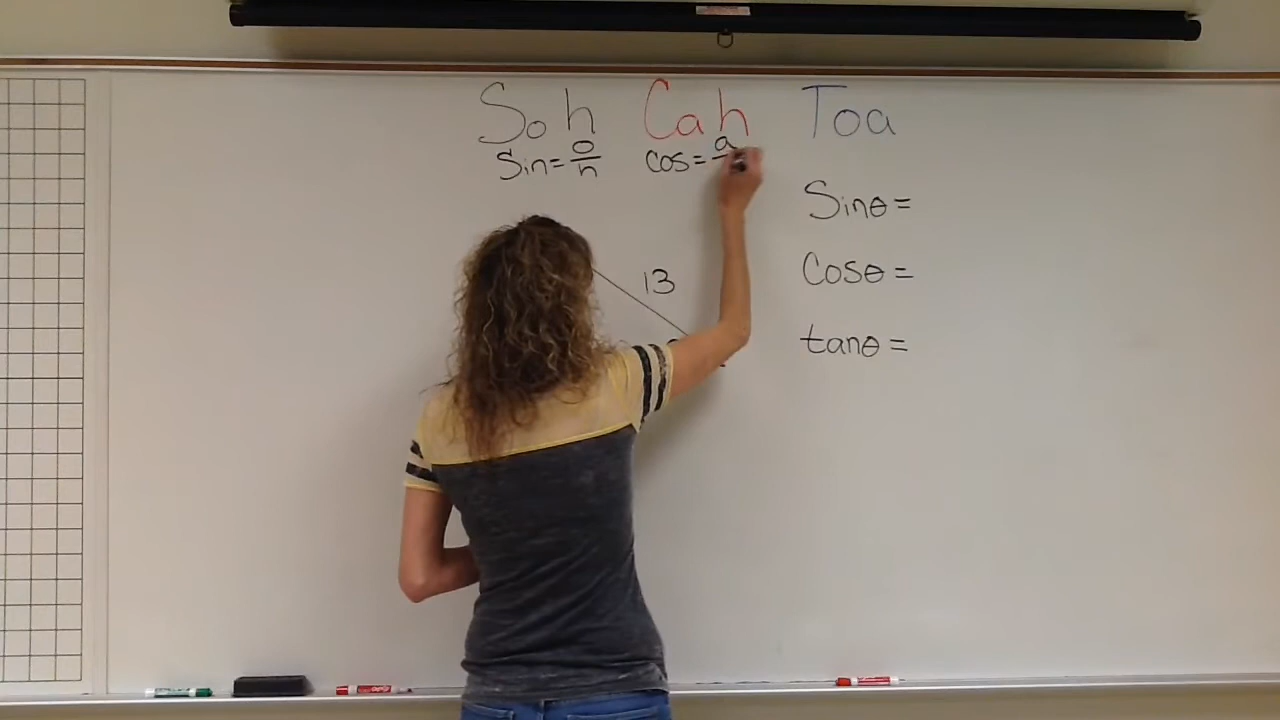 Soh Cah Toa
Sin = o/h cos = a
Sinθ =
Cosθ =
13
tanθ =